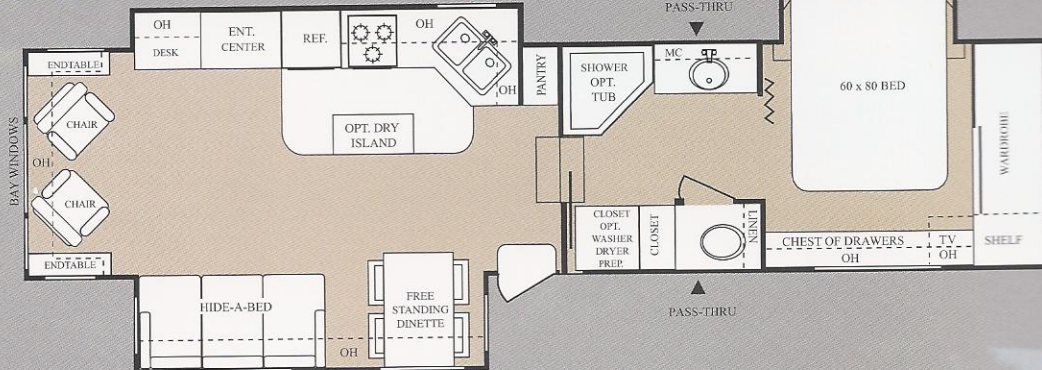 PASS-THRU
OH
DESK
ENT.
CENTER
REF.
OH
OH
PANTRY
SHOWER
OPT.
TUB
MC
60 x 80 BED
WARDROBE
ENDTABLE
CHAIR
BAY WINDOWS
OH
CHAIR
ENDTABLE
OPT. DRY
ISLAND
CLOSET
OPT.
WASHER
DRYER
PREP.
CLOSET
LINEN
CHEST OF DRAWERS
OH
TV
OH
SHELF
HIDE-A-BED
OH
FREE
STANDING
DINETTE
PASS-THRU